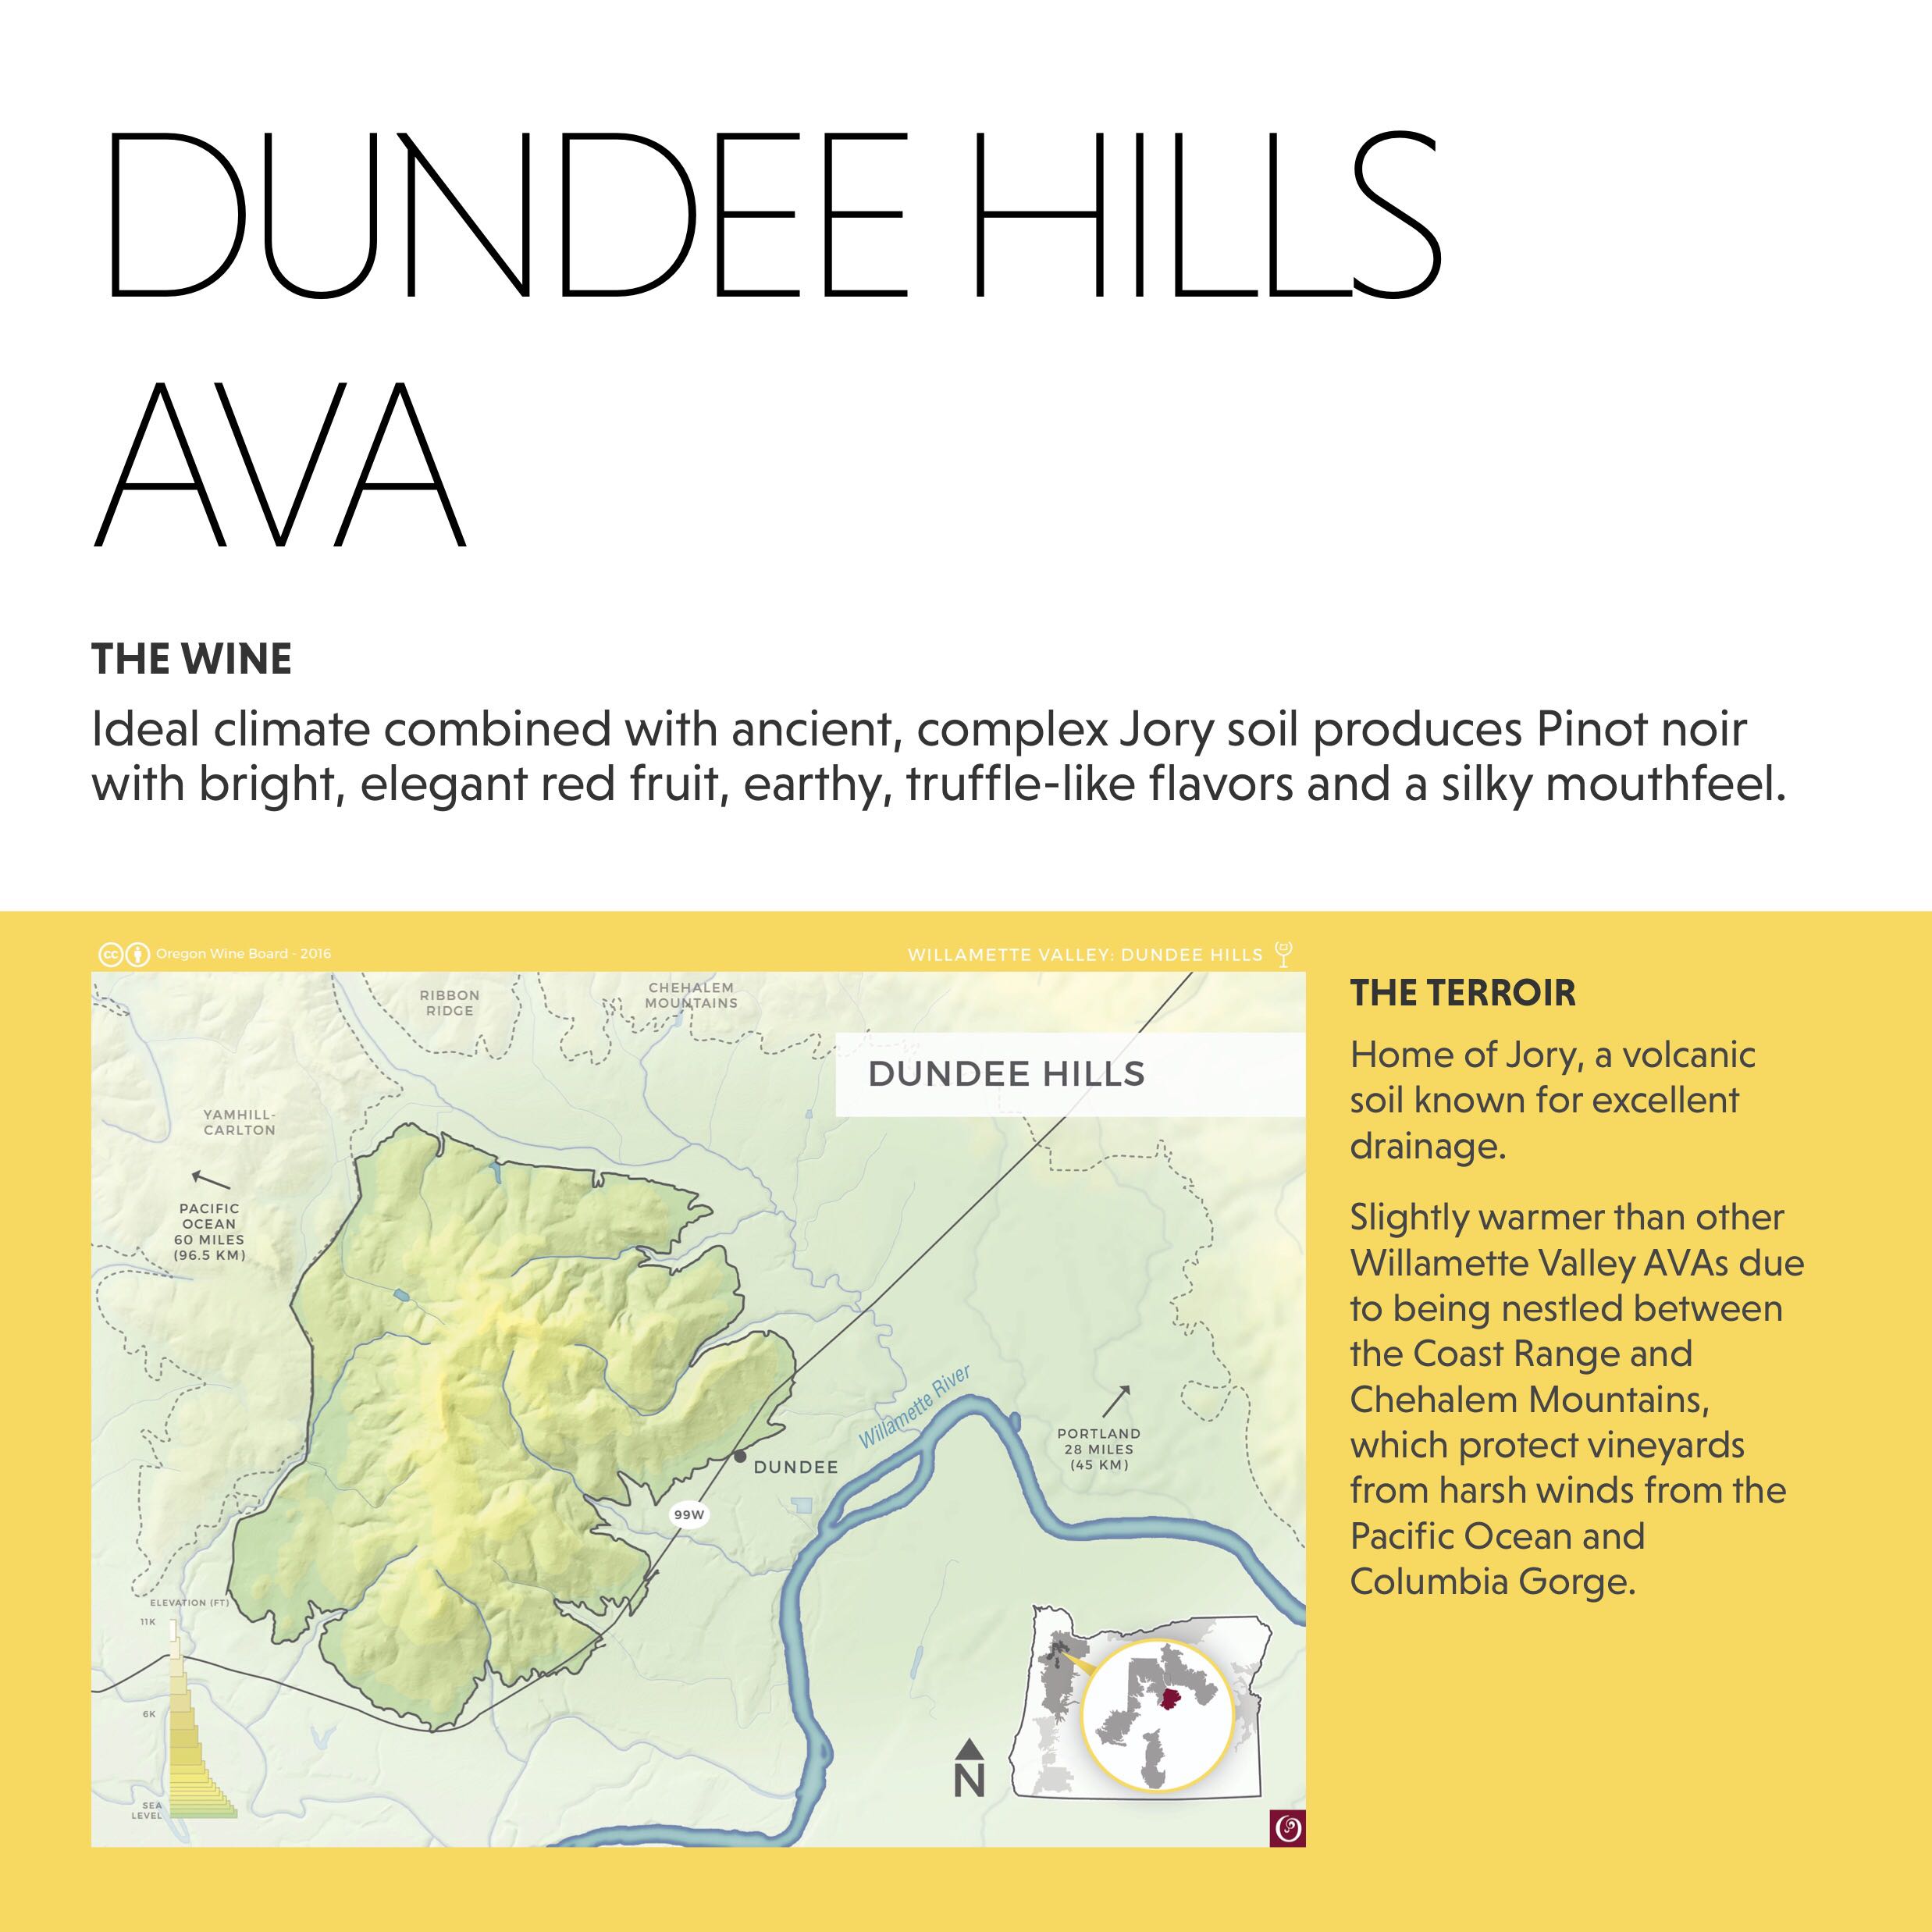 DUNDEE HILLS
AVA
THE WINE
Ideal climate combined with ancient, complex Jory soil produces Pinot noir
with bright, elegant red fruit, earthy, truffle-like flavors and a silky mouthfeel.
cc Oregon Wine Board - 2016
WILLAMETTE VALLEY: DUNDEE HILLS
RIBBON
RIDGE
CHEHALEM
MOUNTAINS
DUNDEE HILLS
YAMHILL-
CARLTON
PACIFIC
OCEAN
60 MILES
(96.5 KM)
Willamette River
PORTLAND
28 MILES
(45 KM)
DUNDEE
99W
ELEVATION (FT)
11K
6K
SEA
LEVEL
N
THE TERROIR
Home of Jory, a volcanic
soil known for excellent
drainage.
Slightly warmer than other
Willamette Valley AVAs due
to being nestled between
the Coast Range and
Chehalem Mountains,
which protect vineyards
from harsh winds from the
Pacific Ocean and
Columbia Gorge.